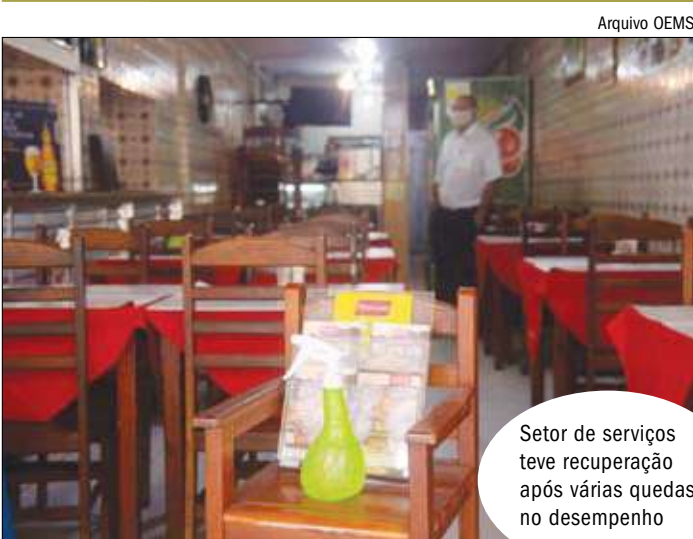 Arquivo OEMS
Setor de serviços
teve recuperação
após várias quedas
no desempenho